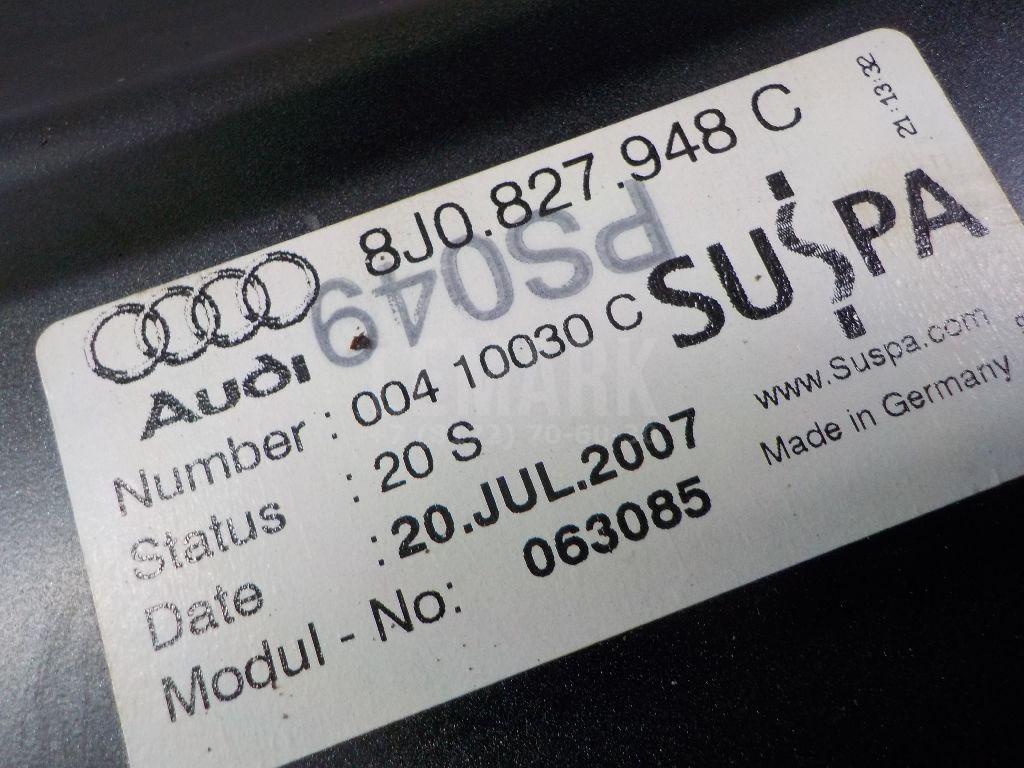 8J0.827.948 C
21:13:32
PS049
Audi
SUSPA
Number : 004 10030 C
www.Suspa.com
Status : 20 S
Made in Germany
Date : 20.JUL.2007
Modul - No: 063085